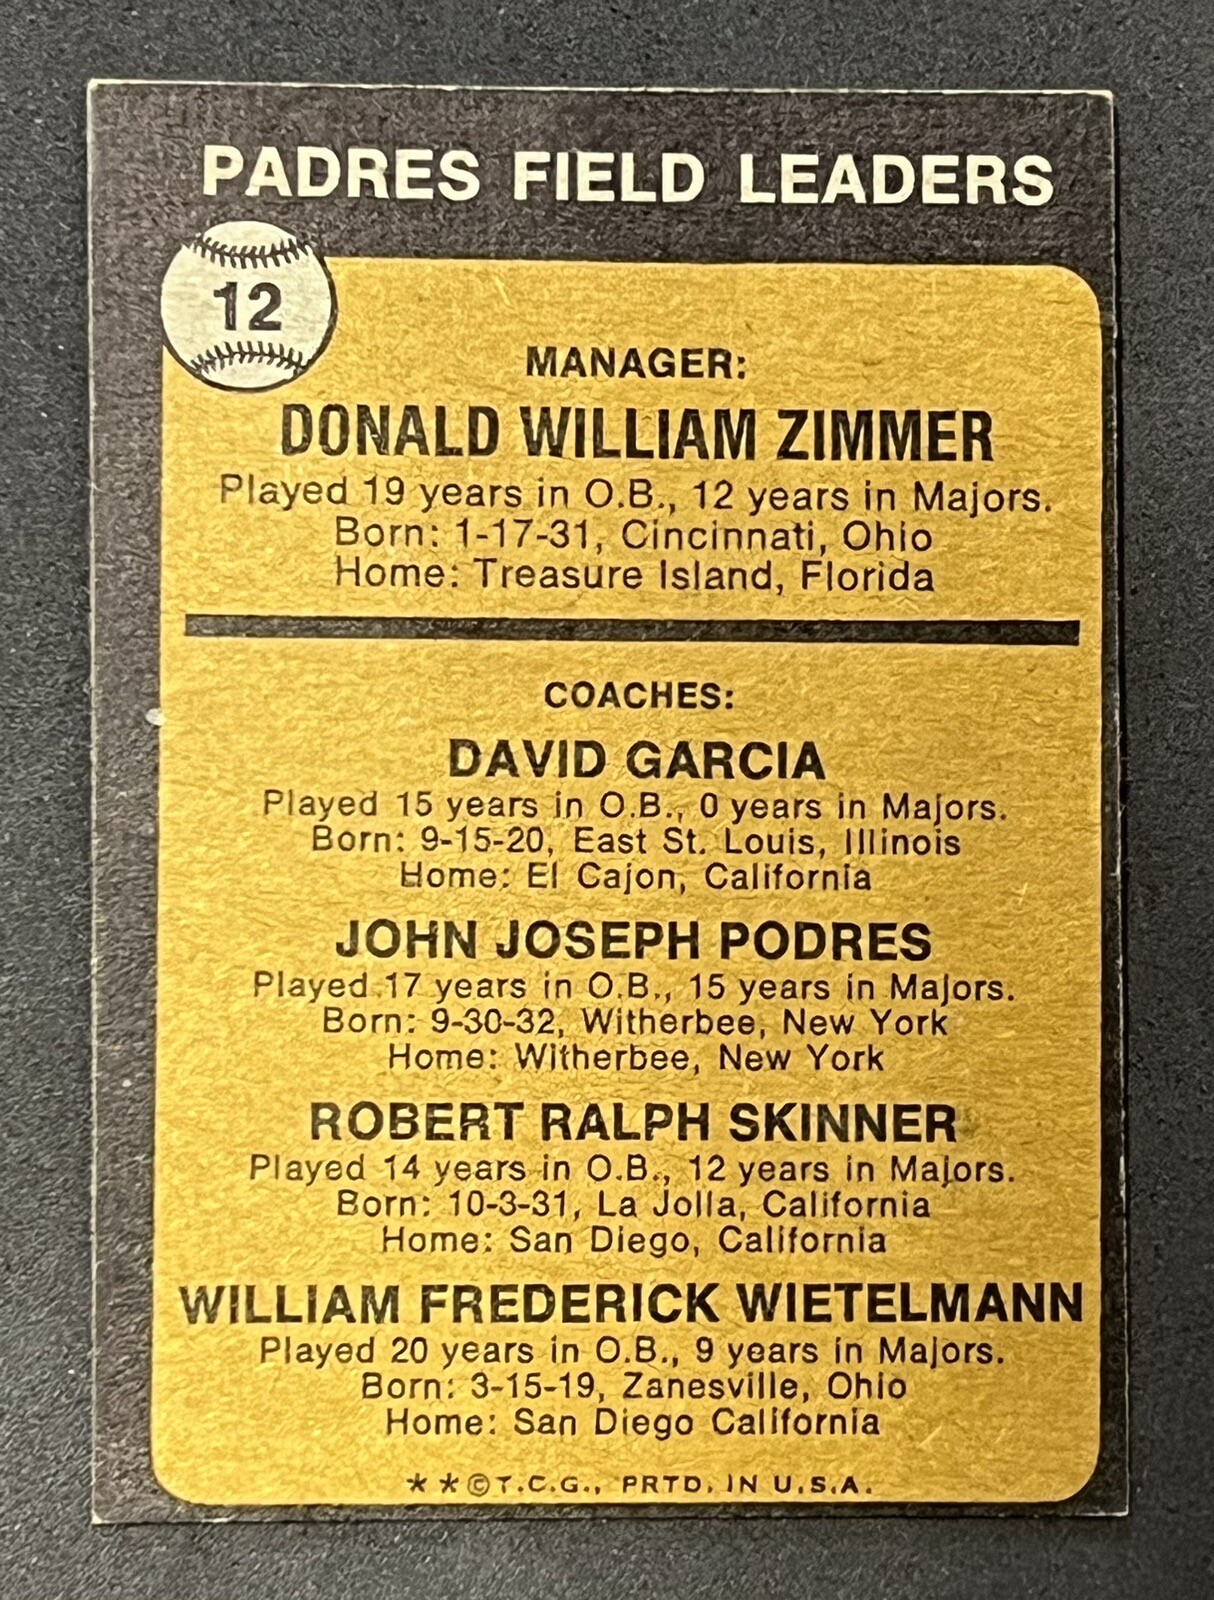 PADRES FIELD LEADERS
12
MANAGER:
DONALD WILLIAM ZIMMER
Played 19 years in O.B., 12 years in Majors.
Born: 1-17-31, Cincinnati, Ohio
Home: Treasure Island, Florida
COACHES:
DAVID GARCIA
Played 15 years in O.B., 0 years in Majors.
Born: 9-15-20, East St. Louis, Illinois
Home: El Cajon, California
JOHN JOSEPH PODRES
Played 17 years in O.B., 15 years in Majors.
Born: 9-30-32, Witherbee, New York
Home: Witherbee, New York
ROBERT RALPH SKINNER
Played 14 years in O.B., 12 years in Majors.
Born: 10-3-31, La Jolla, California
Home: San Diego, California
WILLIAM FREDERICK WIETELMANN
Played 20 years in O.B., 9 years in Majors.
Born: 3-15-19, Zanesville, Ohio
Home: San Diego California
* * © T.C.G., PRTD. IN U.S.A.